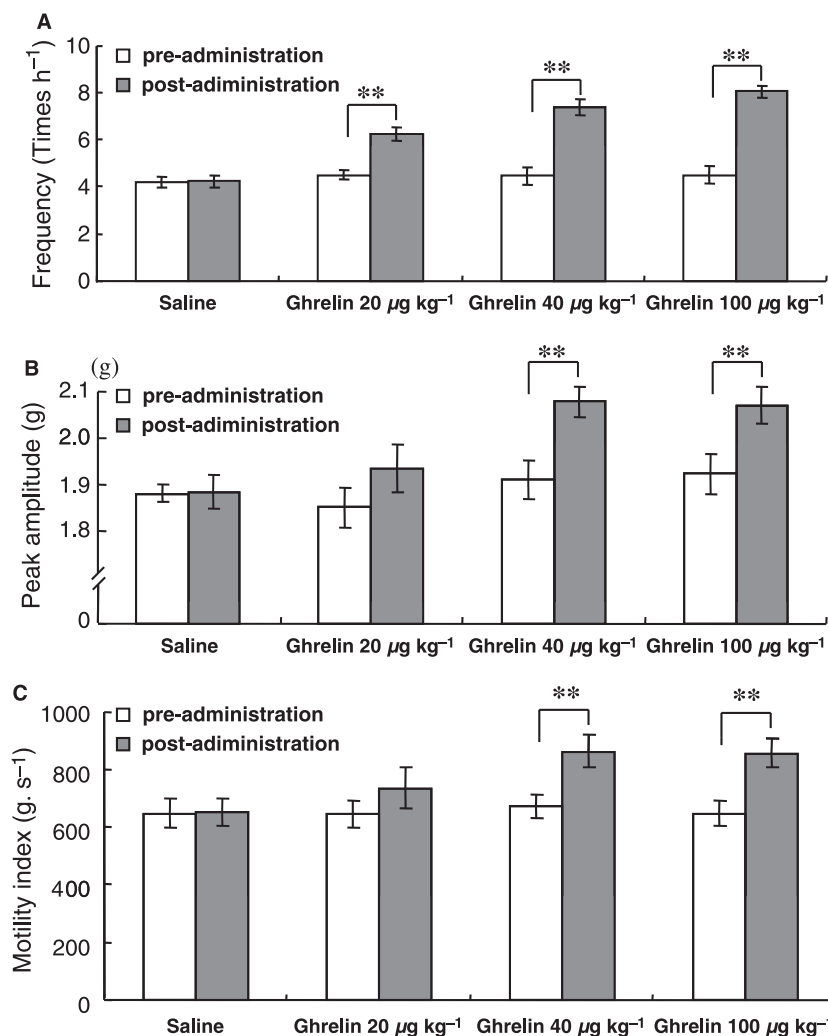 A
Frequency (Times h⁻¹)
10
8
6
4
2
0
pre-administration
post-adiministration
**
**
**
Saline
Ghrelin 20 µg kg⁻¹
Ghrelin 40 µg kg⁻¹
Ghrelin 100 µg kg⁻¹
B
(g)
Peak amplitude (g)
2.1
2.0
1.9
1.8
0
pre-administration
post-adiministration
**
**
Saline
Ghrelin 20 µg kg⁻¹
Ghrelin 40 µg kg⁻¹
Ghrelin 100 µg kg⁻¹
C
Motility index (g. s⁻¹)
1000
800
600
400
200
0
pre-administration
post-adiministration
**
**
Saline
Ghrelin 20 µg kg⁻¹
Ghrelin 40 µg kg⁻¹
Ghrelin 100 µg kg⁻¹